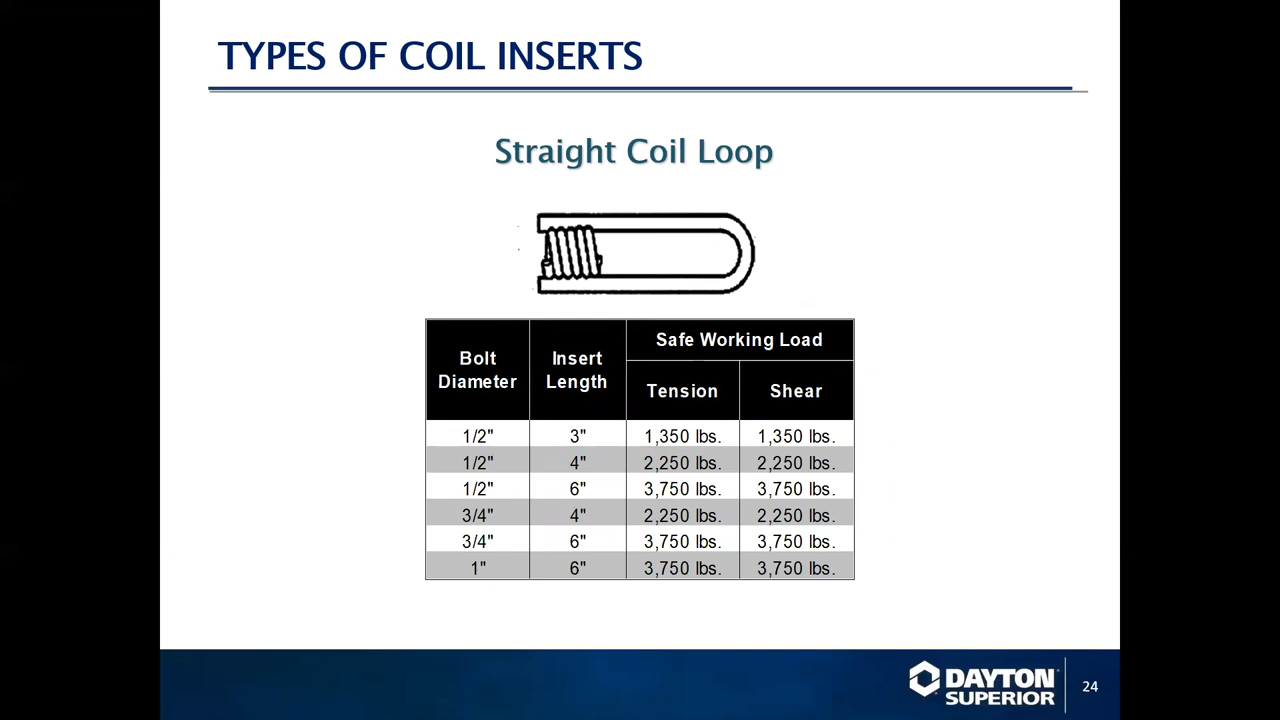 TYPES OF COIL INSERTS
Straight Coil Loop
Bolt Diameter Insert Length Safe Working Load
Tension Shear
1/2" 3" 1,350 lbs. 1,350 lbs.
1/2" 4" 2,250 lbs. 2,250 lbs.
1/2" 6" 3,750 lbs. 3,750 lbs.
3/4" 4" 2,250 lbs. 2,250 lbs.
3/4" 6" 3,750 lbs. 3,750 lbs.
1" 6" 3,750 lbs. 3,750 lbs.
DAYTON
SUPERIOR
24